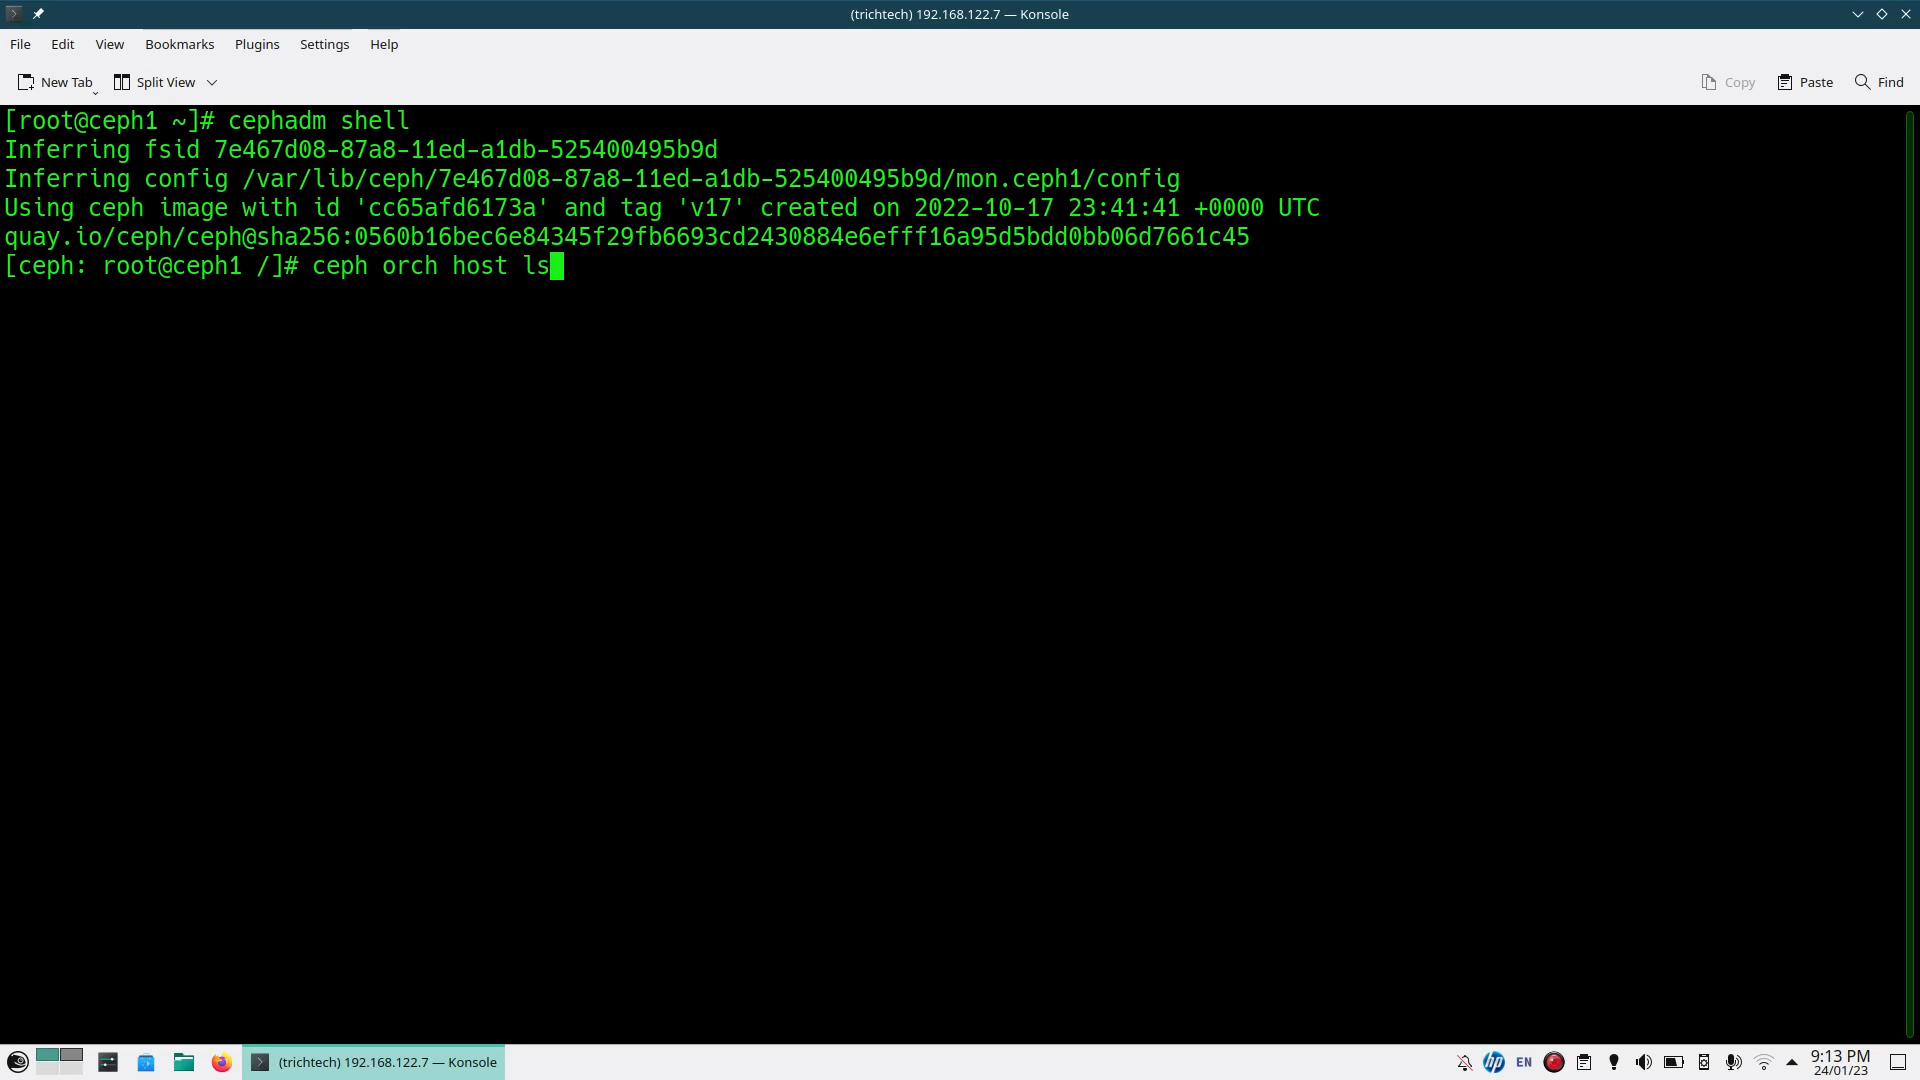 (trichtech) 192.168.122.7 — Konsole
File Edit View Bookmarks Plugins Settings Help
New Tab Split View Copy Paste Find
[root@ceph1 ~]# cephadm shell
Inferring fsid 7e467d08-87a8-11ed-a1db-525400495b9d
Inferring config /var/lib/ceph/7e467d08-87a8-11ed-a1db-525400495b9d/mon.ceph1/config
Using ceph image with id 'cc65afd6173a' and tag 'v17' created on 2022-10-17 23:41:41 +0000 UTC
quay.io/ceph/ceph@sha256:0560b16bec6e84345f29fb6693cd2430884e6efff16a95d5bdd0bb06d7661c45
[ceph: root@ceph1 /]# ceph orch host ls
(trichtech) 192.168.122.7 — Konsole hp EN 9:13 PM
24/01/23